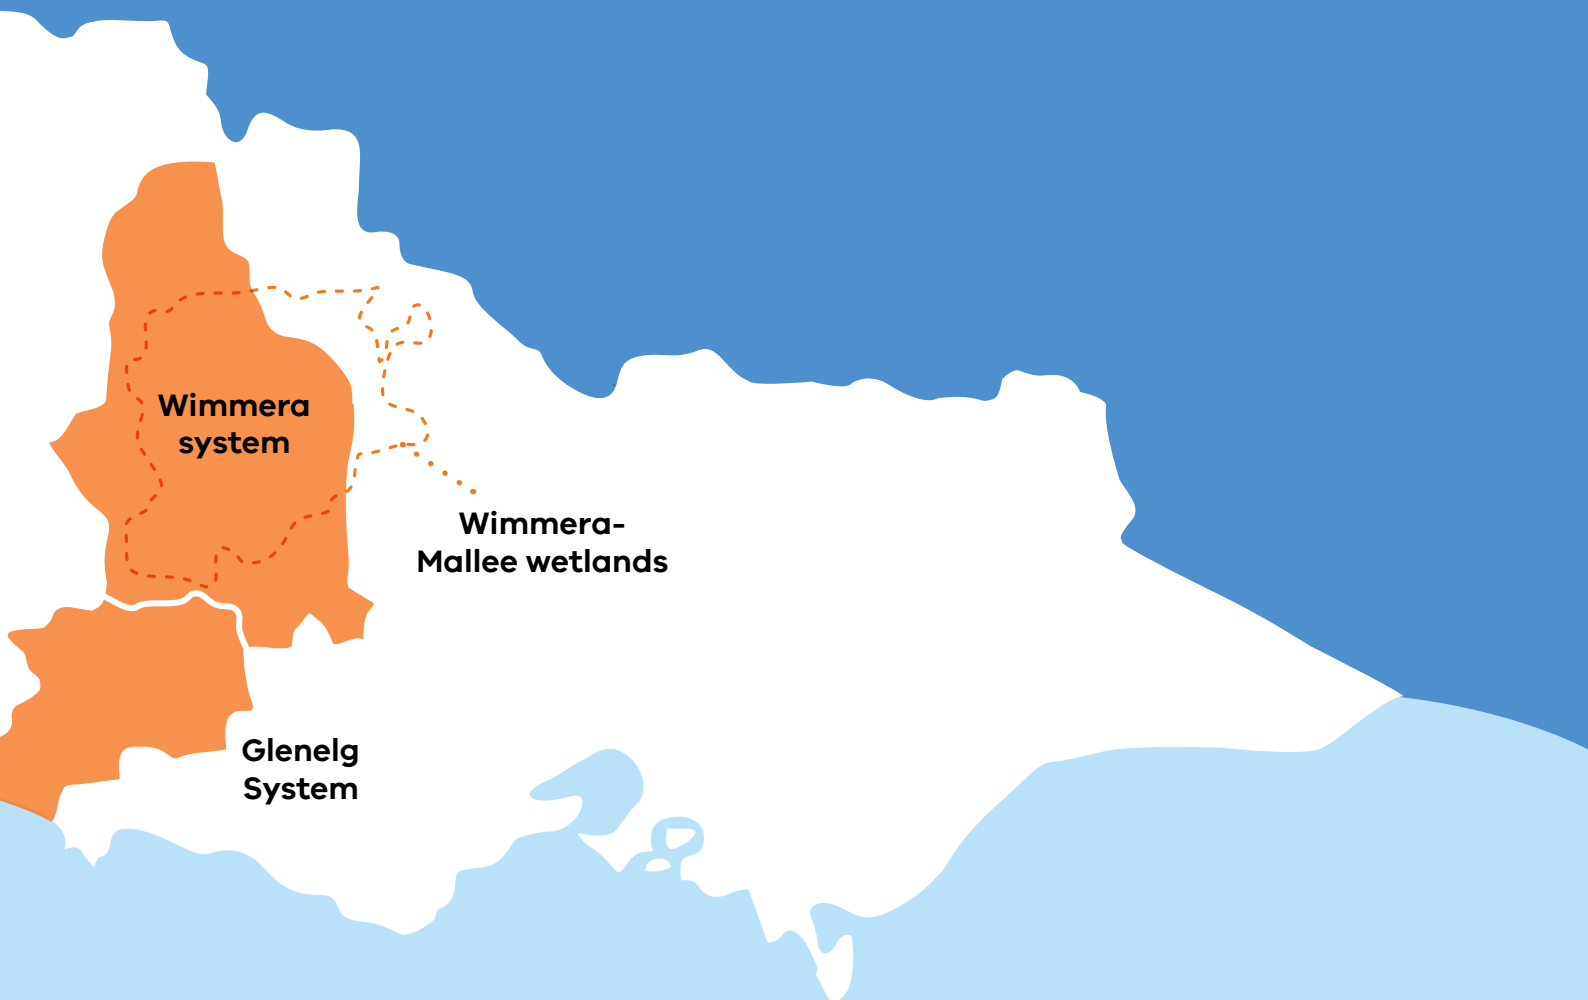 Wimmera
system
Wimmera-
Mallee wetlands
Glenelg
System